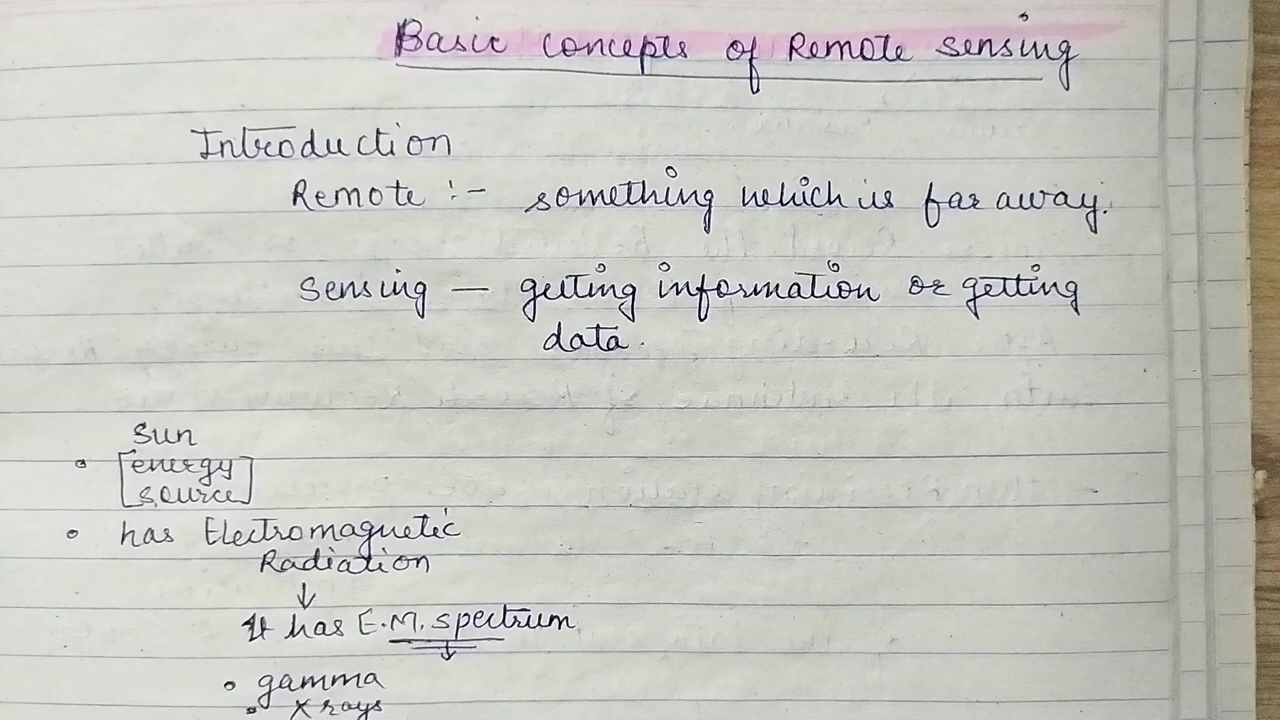 Basic concepts of Remote sensing
Introduction
Remote :- something which is far away.
Sensing — getting information or getting
data.
Sun
• [energy
source]
• has Electromagnetic
Radiation
↓
It has E.M. spectrum
↓
• gamma
• X rays